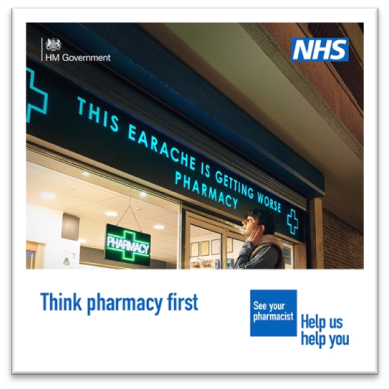 HM Government
NHS
THIS EARACHE IS GETTING WORSE
PHARMACY
PHARMACY
Think pharmacy first
See your
pharmacist
Help us
help you